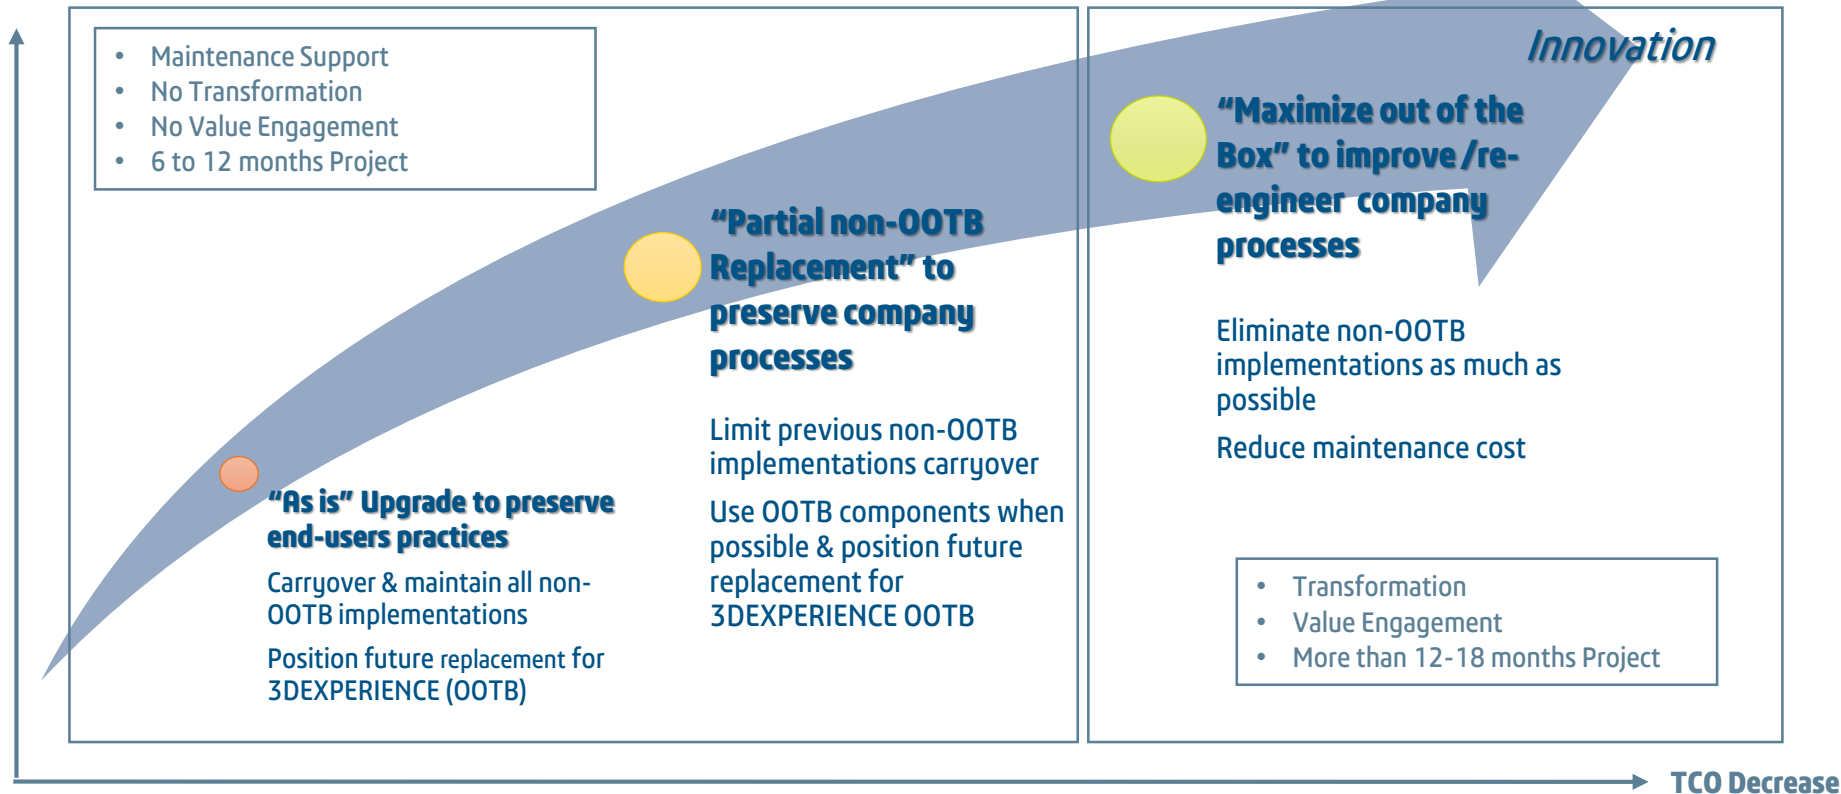 • Maintenance Support
• No Transformation
• No Value Engagement
• 6 to 12 months Project
“As is” Upgrade to preserve
end-users practices
Carryover & maintain all non-
OOTB implementations
Position future replacement for
3DEXPERIENCE (OOTB)
“Partial non-OOTB
Replacement” to
preserve company
processes
Limit previous non-OOTB
implementations carryover
Use OOTB components when
possible & position future
replacement for
3DEXPERIENCE OOTB
Innovation
“Maximize out of the
Box” to improve /re-
engineer company
processes
Eliminate non-OOTB
implementations as much as
possible
Reduce maintenance cost
• Transformation
• Value Engagement
• More than 12-18 months Project
TCO Decrease